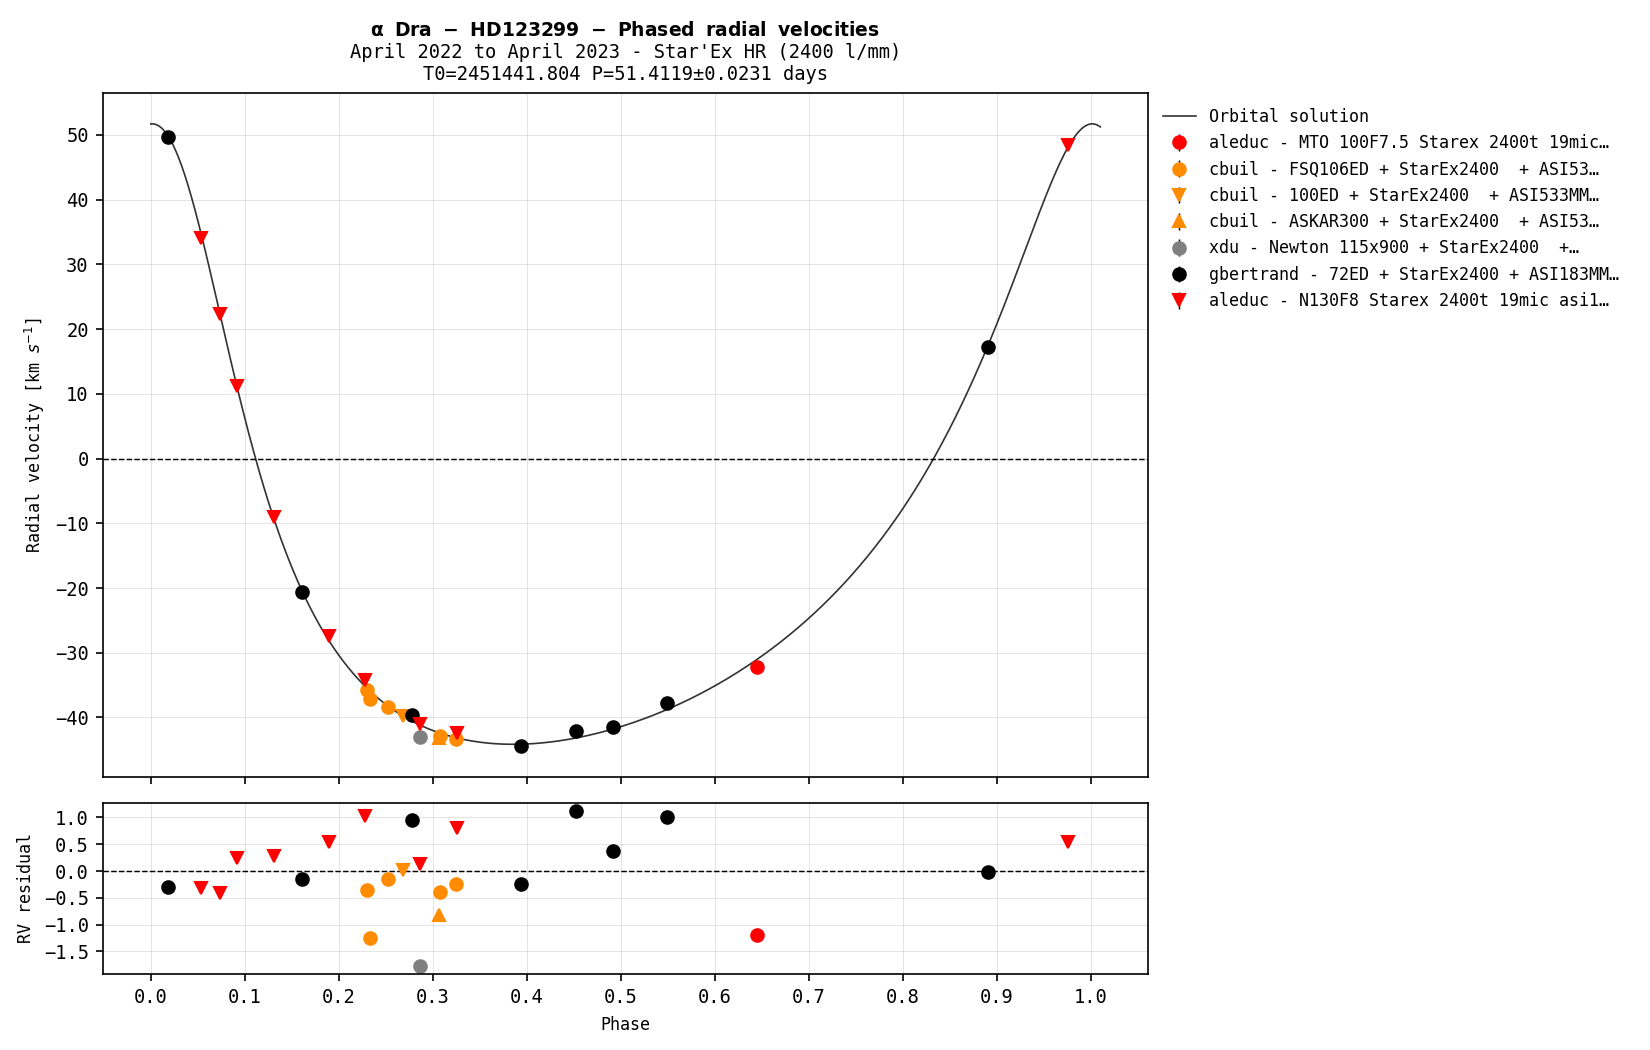 α Dra − HD123299 − Phased radial velocities
April 2022 to April 2023 - Star'Ex HR (2400 l/mm)
T0=2451441.804 P=51.4119±0.0231 days
Radial velocity [km s⁻¹]
50
40
30
20
10
0
−10
−20
−30
−40
Orbital solution
aleduc - MTO 100F7.5 Starex 2400t 19mic…
cbuil - FSQ106ED + StarEx2400  + ASI53…
cbuil - 100ED + StarEx2400  + ASI533MM…
cbuil - ASKAR300 + StarEx2400  + ASI53…
xdu - Newton 115x900 + StarEx2400  +…
gbertrand - 72ED + StarEx2400 + ASI183MM…
aleduc - N130F8 Starex 2400t 19mic asi1…
RV residual
1.0
0.5
0.0
−0.5
−1.0
−1.5
0.0 0.1 0.2 0.3 0.4 0.5 0.6 0.7 0.8 0.9 1.0
Phase